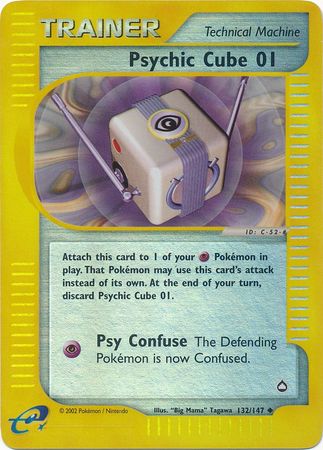 TRAINER
Technical Machine
Psychic Cube 01
ID: C-52-#
Attach this card to 1 of your Pokémon in
play. That Pokémon may use this card's attack
instead of its own. At the end of your turn,
discard Psychic Cube 01.
Psy Confuse The Defending
Pokémon is now Confused.
e
© 2002 Pokémon / Nintendo
Illus. "Big Mama" Tagawa 132/147 ◆